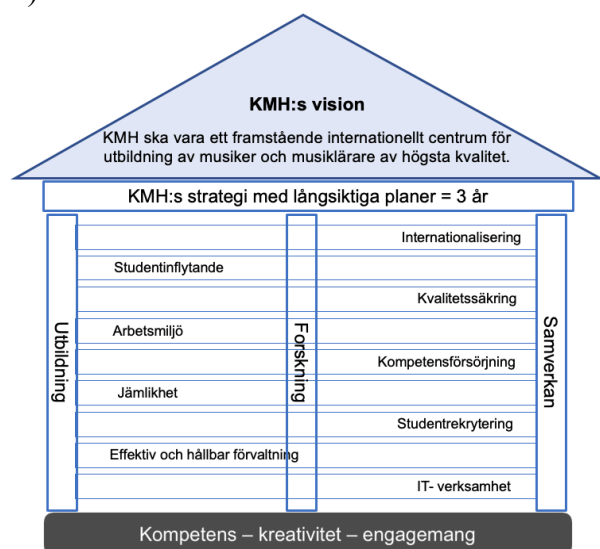 )
KMH:s vision
KMH ska vara ett framstående internationellt centrum för
utbildning av musiker och musiklärare av högsta kvalitet.
KMH:s strategi med långsiktiga planer = 3 år
Utbildning
Forskning
Samverkan
Internationalisering
Studentinflytande
Kvalitetssäkring
Arbetsmiljö
Kompetensförsörjning
Jämlikhet
Studentrekrytering
Effektiv och hållbar förvaltning
IT- verksamhet
Kompetens – kreativitet – engagemang